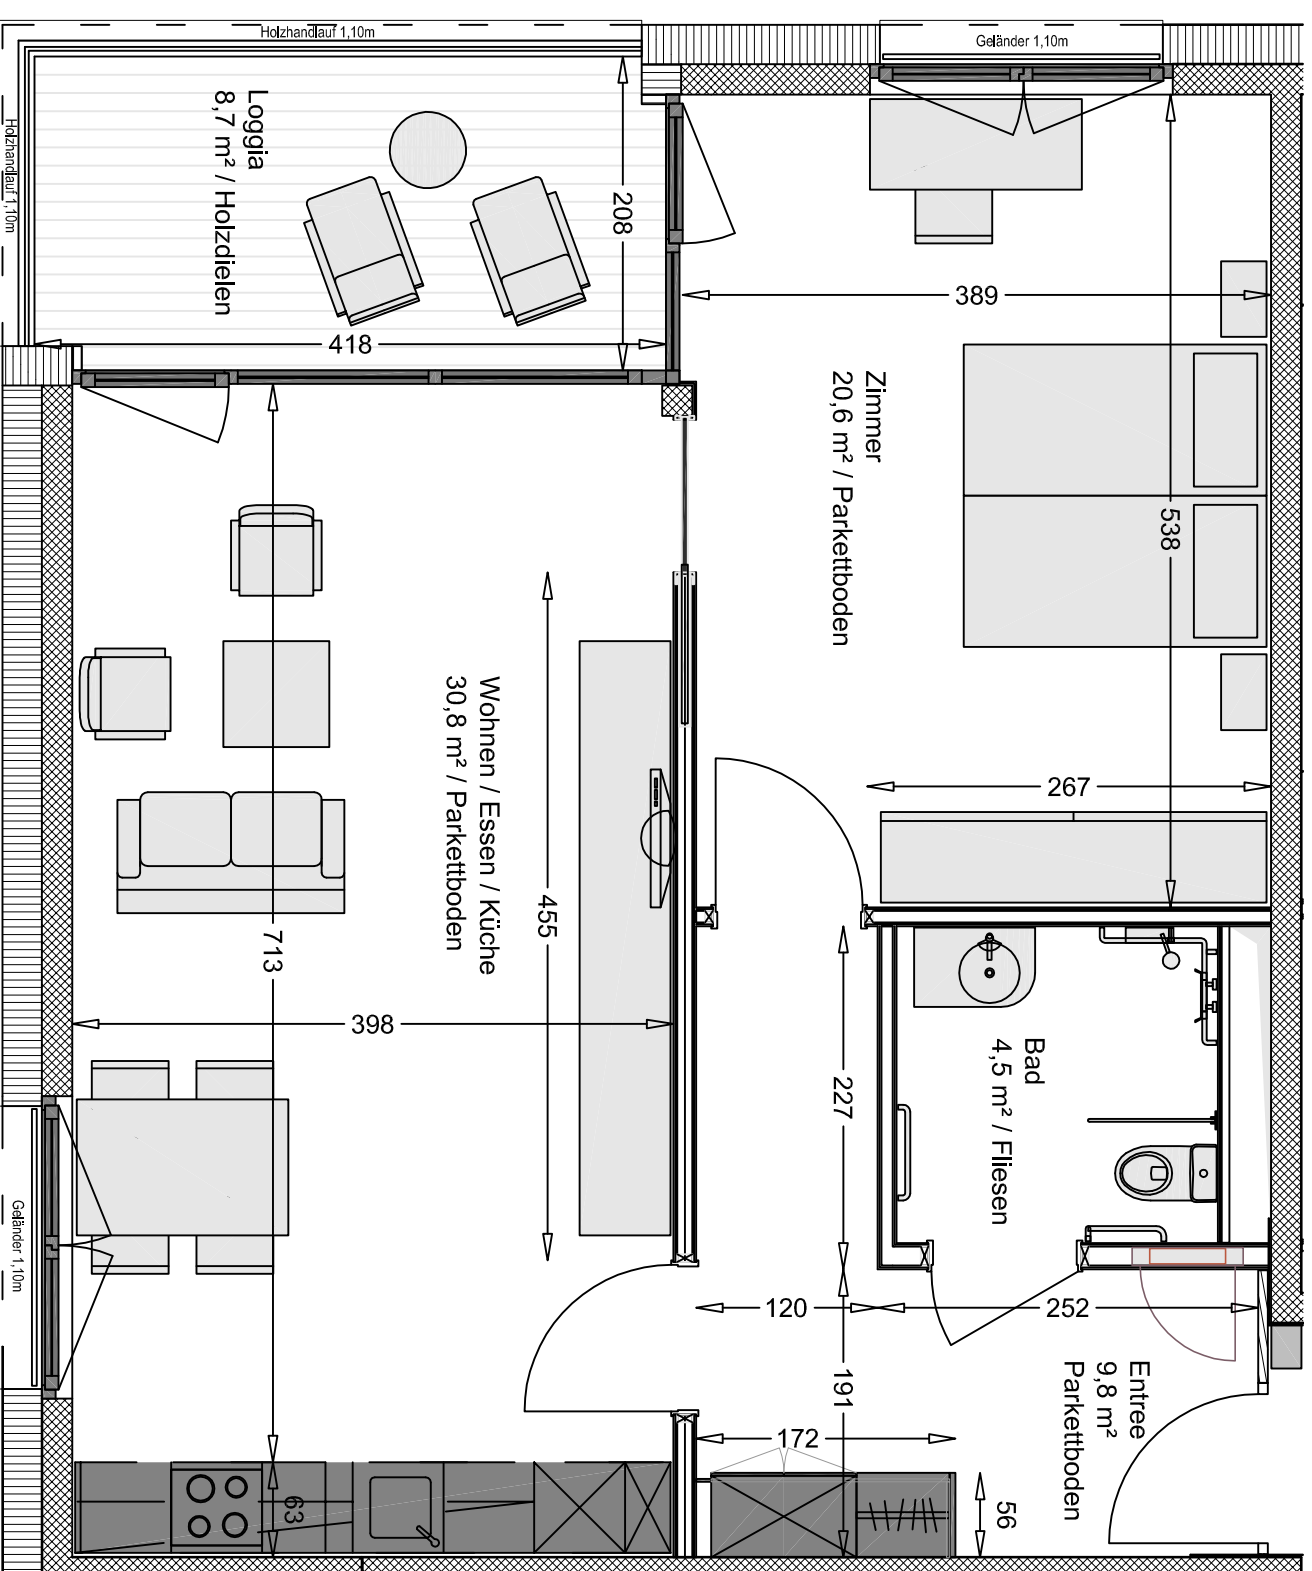 Holzhandlauf 1,10m
Geländer 1,10m
Holzhandlauf 1,10m
Loggia
8,7 m² / Holzdielen
208
418
389
Zimmer
20,6 m² / Parkettboden
538
267
Wohnen / Essen / Küche
30,8 m² / Parkettboden
455
713
398
Bad
4,5 m² / Fliesen
227
Geländer 1,10m
120
252
191
Entree
9,8 m²
Parkettboden
172
56
63